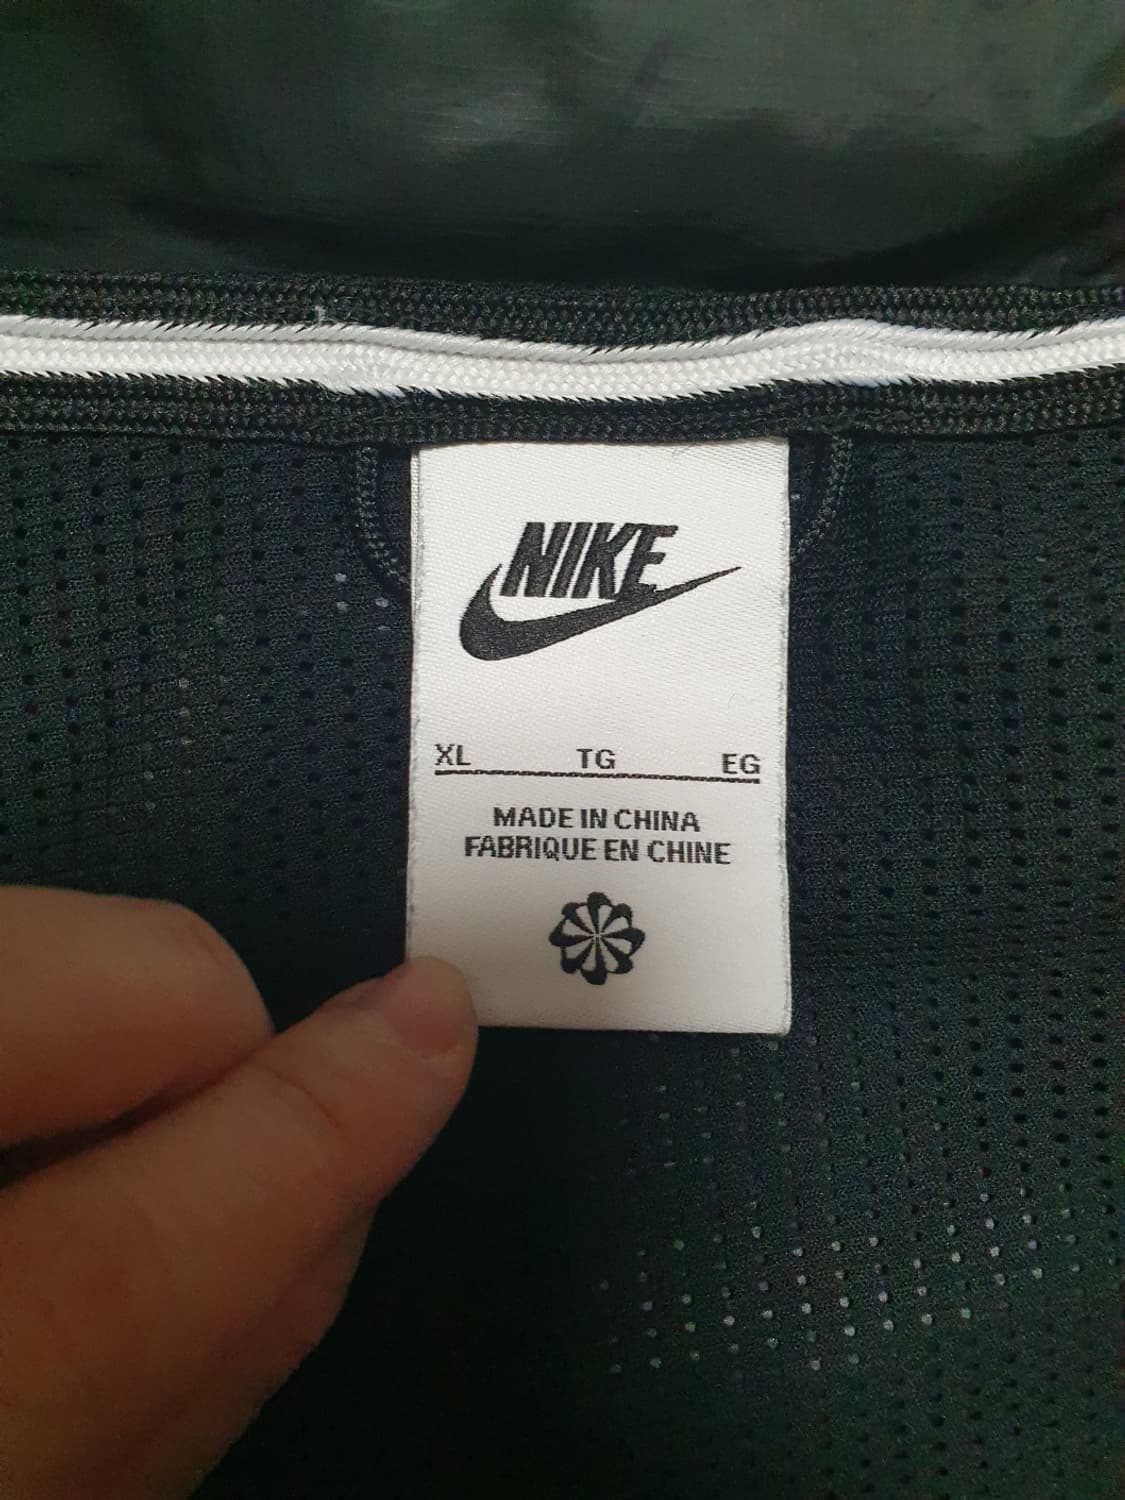 NIKE
XL TG EG
MADE IN CHINA
FABRIQUE EN CHINE